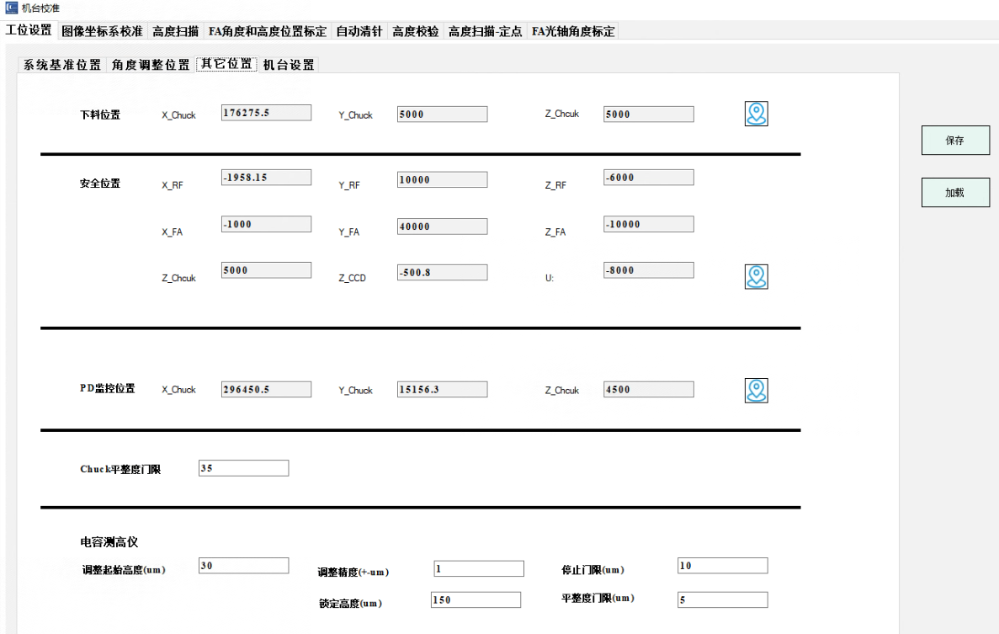 机台校准
工位设置 图像坐标系校准 高度扫描 FA角度和高度位置标定 自动清针 高度校验 高度扫描-定点 FA光轴角度标定
系统基准位置 角度调整位置 其它位置 机台设置
下料位置 X_Chuck 176275.5 Y_Chuck 5000 Z_Chcuk 5000
保存
安全位置 X_RF -1958.15 Y_RF 10000 Z_RF -6000
加载
X_FA -1000 Y_FA 40000 Z_FA -10000
Z_Chcuk 5000 Z_CCD -500.8 U: -8000
PD监控位置 X_Chuck 296450.5 Y_Chuck 15156.3 Z_Chcuk 4500
Chuck平整度门限 35
电容测高仪
调整起始高度(um) 30 调整精度(+-um) 1 停止门限(um) 10
锁定高度(um) 150 平整度门限(um) 5